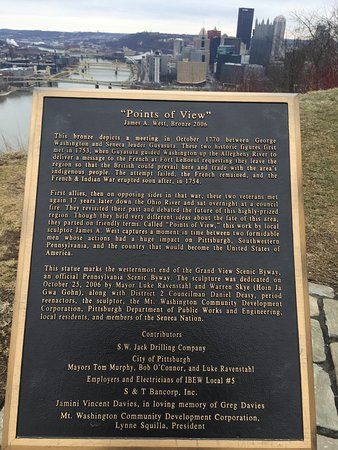 "Points of View"
James A. West, Bronze 2006
This bronze depicts a meeting in October 1770 between George
Washington and Seneca leader Guyasuta. These two historic figures first
met in 1753, when Guyasuta guided Washington up the Allegheny River to
deliver a message to the French at Fort LeBoeuf requesting they leave the
region so that the British could prevail here and trade with the area's
indigenous people. The attempt failed, the French remained, and the
French & Indian War erupted soon after, in 1754.
First allies, then on opposing sides in that war, these two veterans met
again 17 years later down the Ohio River and sat overnight at a council
fire. They revisited their past and debated the future of this highly-prized
region. Though they held very different ideas about the fate of this area,
they parted on friendly terms. Called "Points of View," this work by local
sculptor James A. West captures a moment in time between two formidable
men whose actions had a huge impact on Pittsburgh, Southwestern
Pennsylvania, and the country that would become the United States of
America.
This statue marks the westernmost end of the Grand View Scenic Byway,
an official Pennsylvania Scenic Byway. The sculpture was dedicated on
October 25, 2006 by Mayor Luke Ravenstahl and Warren Skye (Hoin Ja
Gwa Gohn), along with District 2 Councilman Daniel Deasy, period
reenactors, the sculptor, the Mt. Washington Community Development
Corporation, Pittsburgh Department of Public Works and Engineering,
local residents, and members of the Seneca Nation.
Contributors
S.W. Jack Drilling Company
City of Pittsburgh
Mayors Tom Murphy, Bob O'Connor, and Luke Ravenstahl
Employers and Electricians of IBEW Local #5
S & T Bancorp, Inc.
Jamini Vincent Davies, in loving memory of Greg Davies
Mt. Washington Community Development Corporation,
Lynne Squilla, President